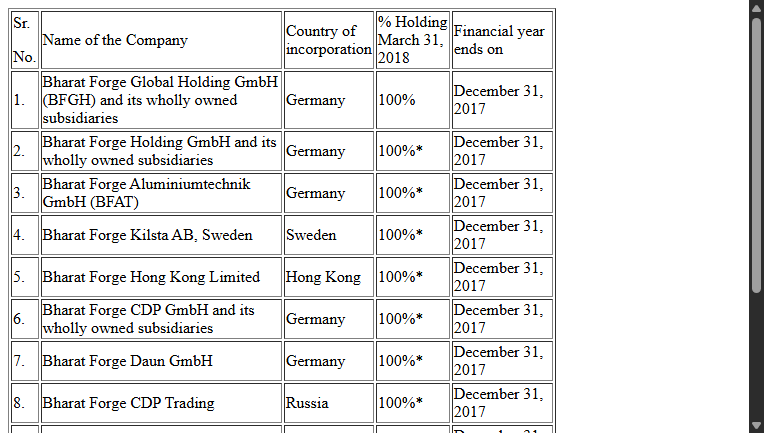 Sr.
No.
Name of the Company
Country of
incorporation
% Holding
March 31,
2018
Financial year
ends on
1.
Bharat Forge Global Holding GmbH
(BFGH) and its wholly owned
subsidiaries
Germany
100%
December 31,
2017
2.
Bharat Forge Holding GmbH and its
wholly owned subsidiaries
Germany
100%*
December 31,
2017
3.
Bharat Forge Aluminiumtechnik
GmbH (BFAT)
Germany
100%*
December 31,
2017
4.
Bharat Forge Kilsta AB, Sweden
Sweden
100%*
December 31,
2017
5.
Bharat Forge Hong Kong Limited
Hong Kong
100%*
December 31,
2017
6.
Bharat Forge CDP GmbH and its
wholly owned subsidiaries
Germany
100%*
December 31,
2017
7.
Bharat Forge Daun GmbH
Germany
100%*
December 31,
2017
8.
Bharat Forge CDP Trading
Russia
100%*
December 31,
2017